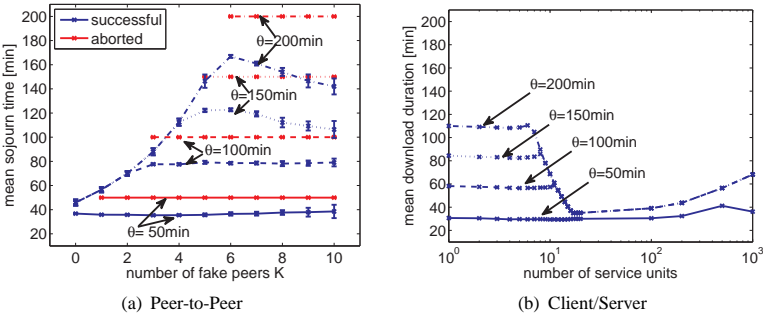 successful
aborted
mean sojourn time [min]
200
180
160
140
120
100
80
60
40
20
θ=200min
θ=150min
θ=100min
θ= 50min
0 2 4 6 8 10
number of fake peers K
(a) Peer-to-Peer
mean download duration [min]
200
180
160
140
120
100
80
60
40
20
θ=200min
θ=150min
θ=100min
θ=50min
10^0 10^1 10^2 10^3
number of service units
(b) Client/Server